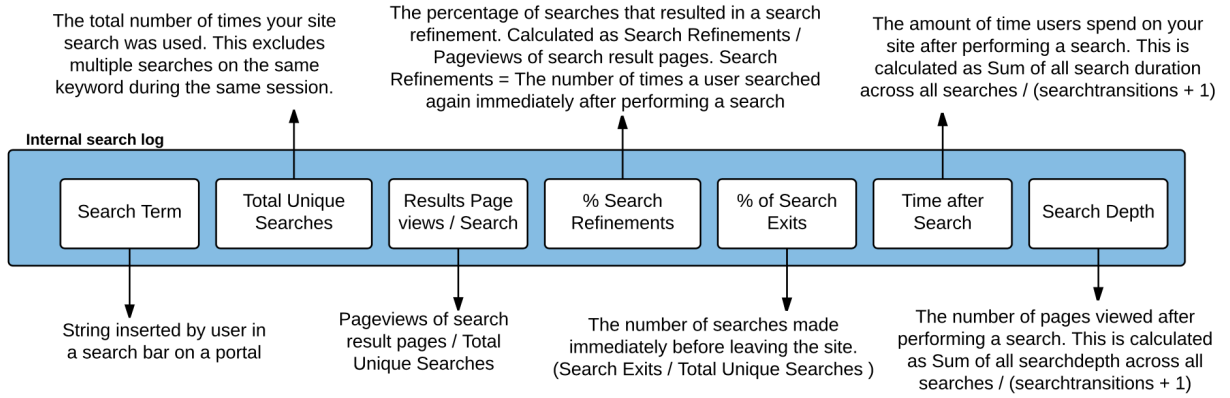 The total number of times your site
search was used. This excludes
multiple searches on the same
keyword during the same session.
The percentage of searches that resulted in a search
refinement. Calculated as Search Refinements /
Pageviews of search result pages. Search
Refinements = The number of times a user searched
again immediately after performing a search
The amount of time users spend on your
site after performing a search. This is
calculated as Sum of all search duration
across all searches / (searchtransitions + 1)
Internal search log
Search Term
Total Unique
Searches
Results Page
views / Search
% Search
Refinements
% of Search
Exits
Time after
Search
Search Depth
String inserted by user in
a search bar on a portal
Pageviews of search
result pages / Total
Unique Searches
The number of searches made
immediately before leaving the site.
(Search Exits / Total Unique Searches )
The number of pages viewed after
performing a search. This is calculated
as Sum of all searchdepth across all
searches / (searchtransitions + 1)